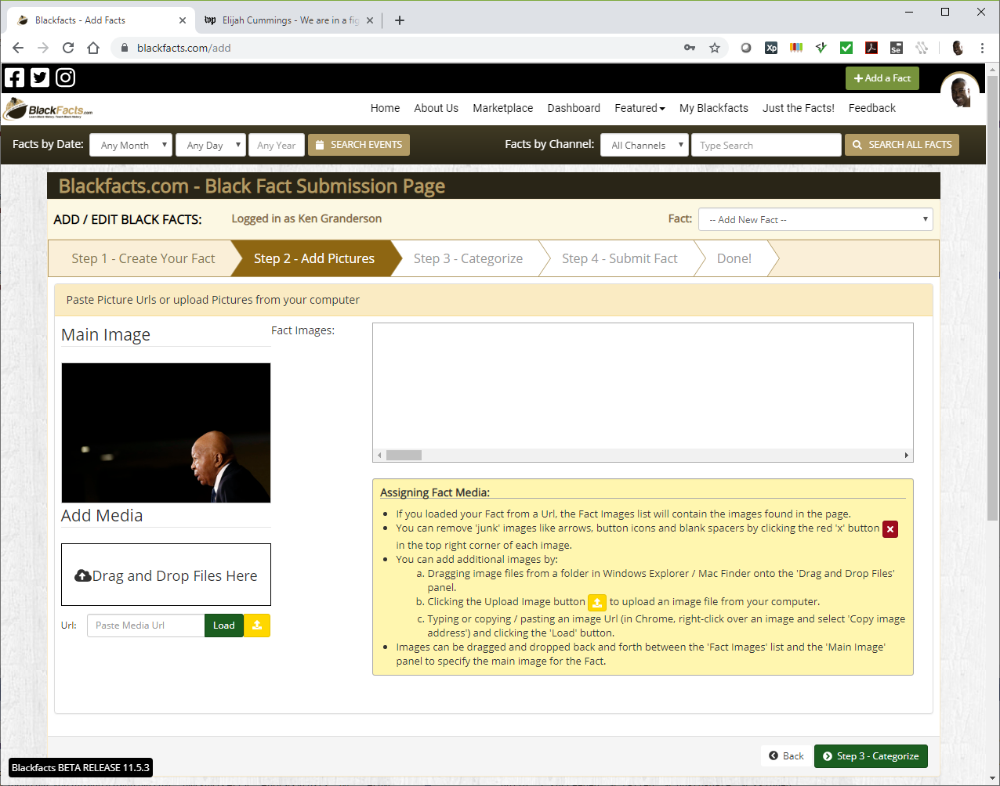 Blackfacts - Add Facts
Elijah Cummings - We are in a fig
blackfacts.com/add
Add a Fact
BlackFacts.com
Learn Black History, Teach Black History
Home About Us Marketplace Dashboard Featured My Blackfacts Just the Facts! Feedback
Facts by Date: Any Month Any Day Any Year SEARCH EVENTS Facts by Channel: All Channels Type Search SEARCH ALL FACTS
Blackfacts.com - Black Fact Submission Page
ADD / EDIT BLACK FACTS: Logged in as Ken Granderson Fact: -- Add New Fact --
Step 1 - Create Your Fact Step 2 - Add Pictures Step 3 - Categorize Step 4 - Submit Fact Done!
Paste Picture Urls or upload Pictures from your computer
Main Image
Fact Images:
Add Media
Drag and Drop Files Here
Url: Paste Media Url Load
Assigning Fact Media:
If you loaded your Fact from a Url, the Fact Images list will contain the images found in the page.
You can remove 'junk' images like arrows, button icons and blank spacers by clicking the red 'x' button
in the top right corner of each image.
You can add additional images by:
a. Dragging image files from a folder in Windows Explorer / Mac Finder onto the 'Drag and Drop Files'
panel.
b. Clicking the Upload Image button to upload an image file from your computer.
c. Typing or copying / pasting an image Url (in Chrome, right-click over an image and select 'Copy image
address') and clicking the 'Load' button.
Images can be dragged and dropped back and forth between the 'Fact Images' list and the 'Main Image'
panel to specify the main image for the Fact.
Back Step 3 - Categorize
Blackfacts BETA RELEASE 11.5.3